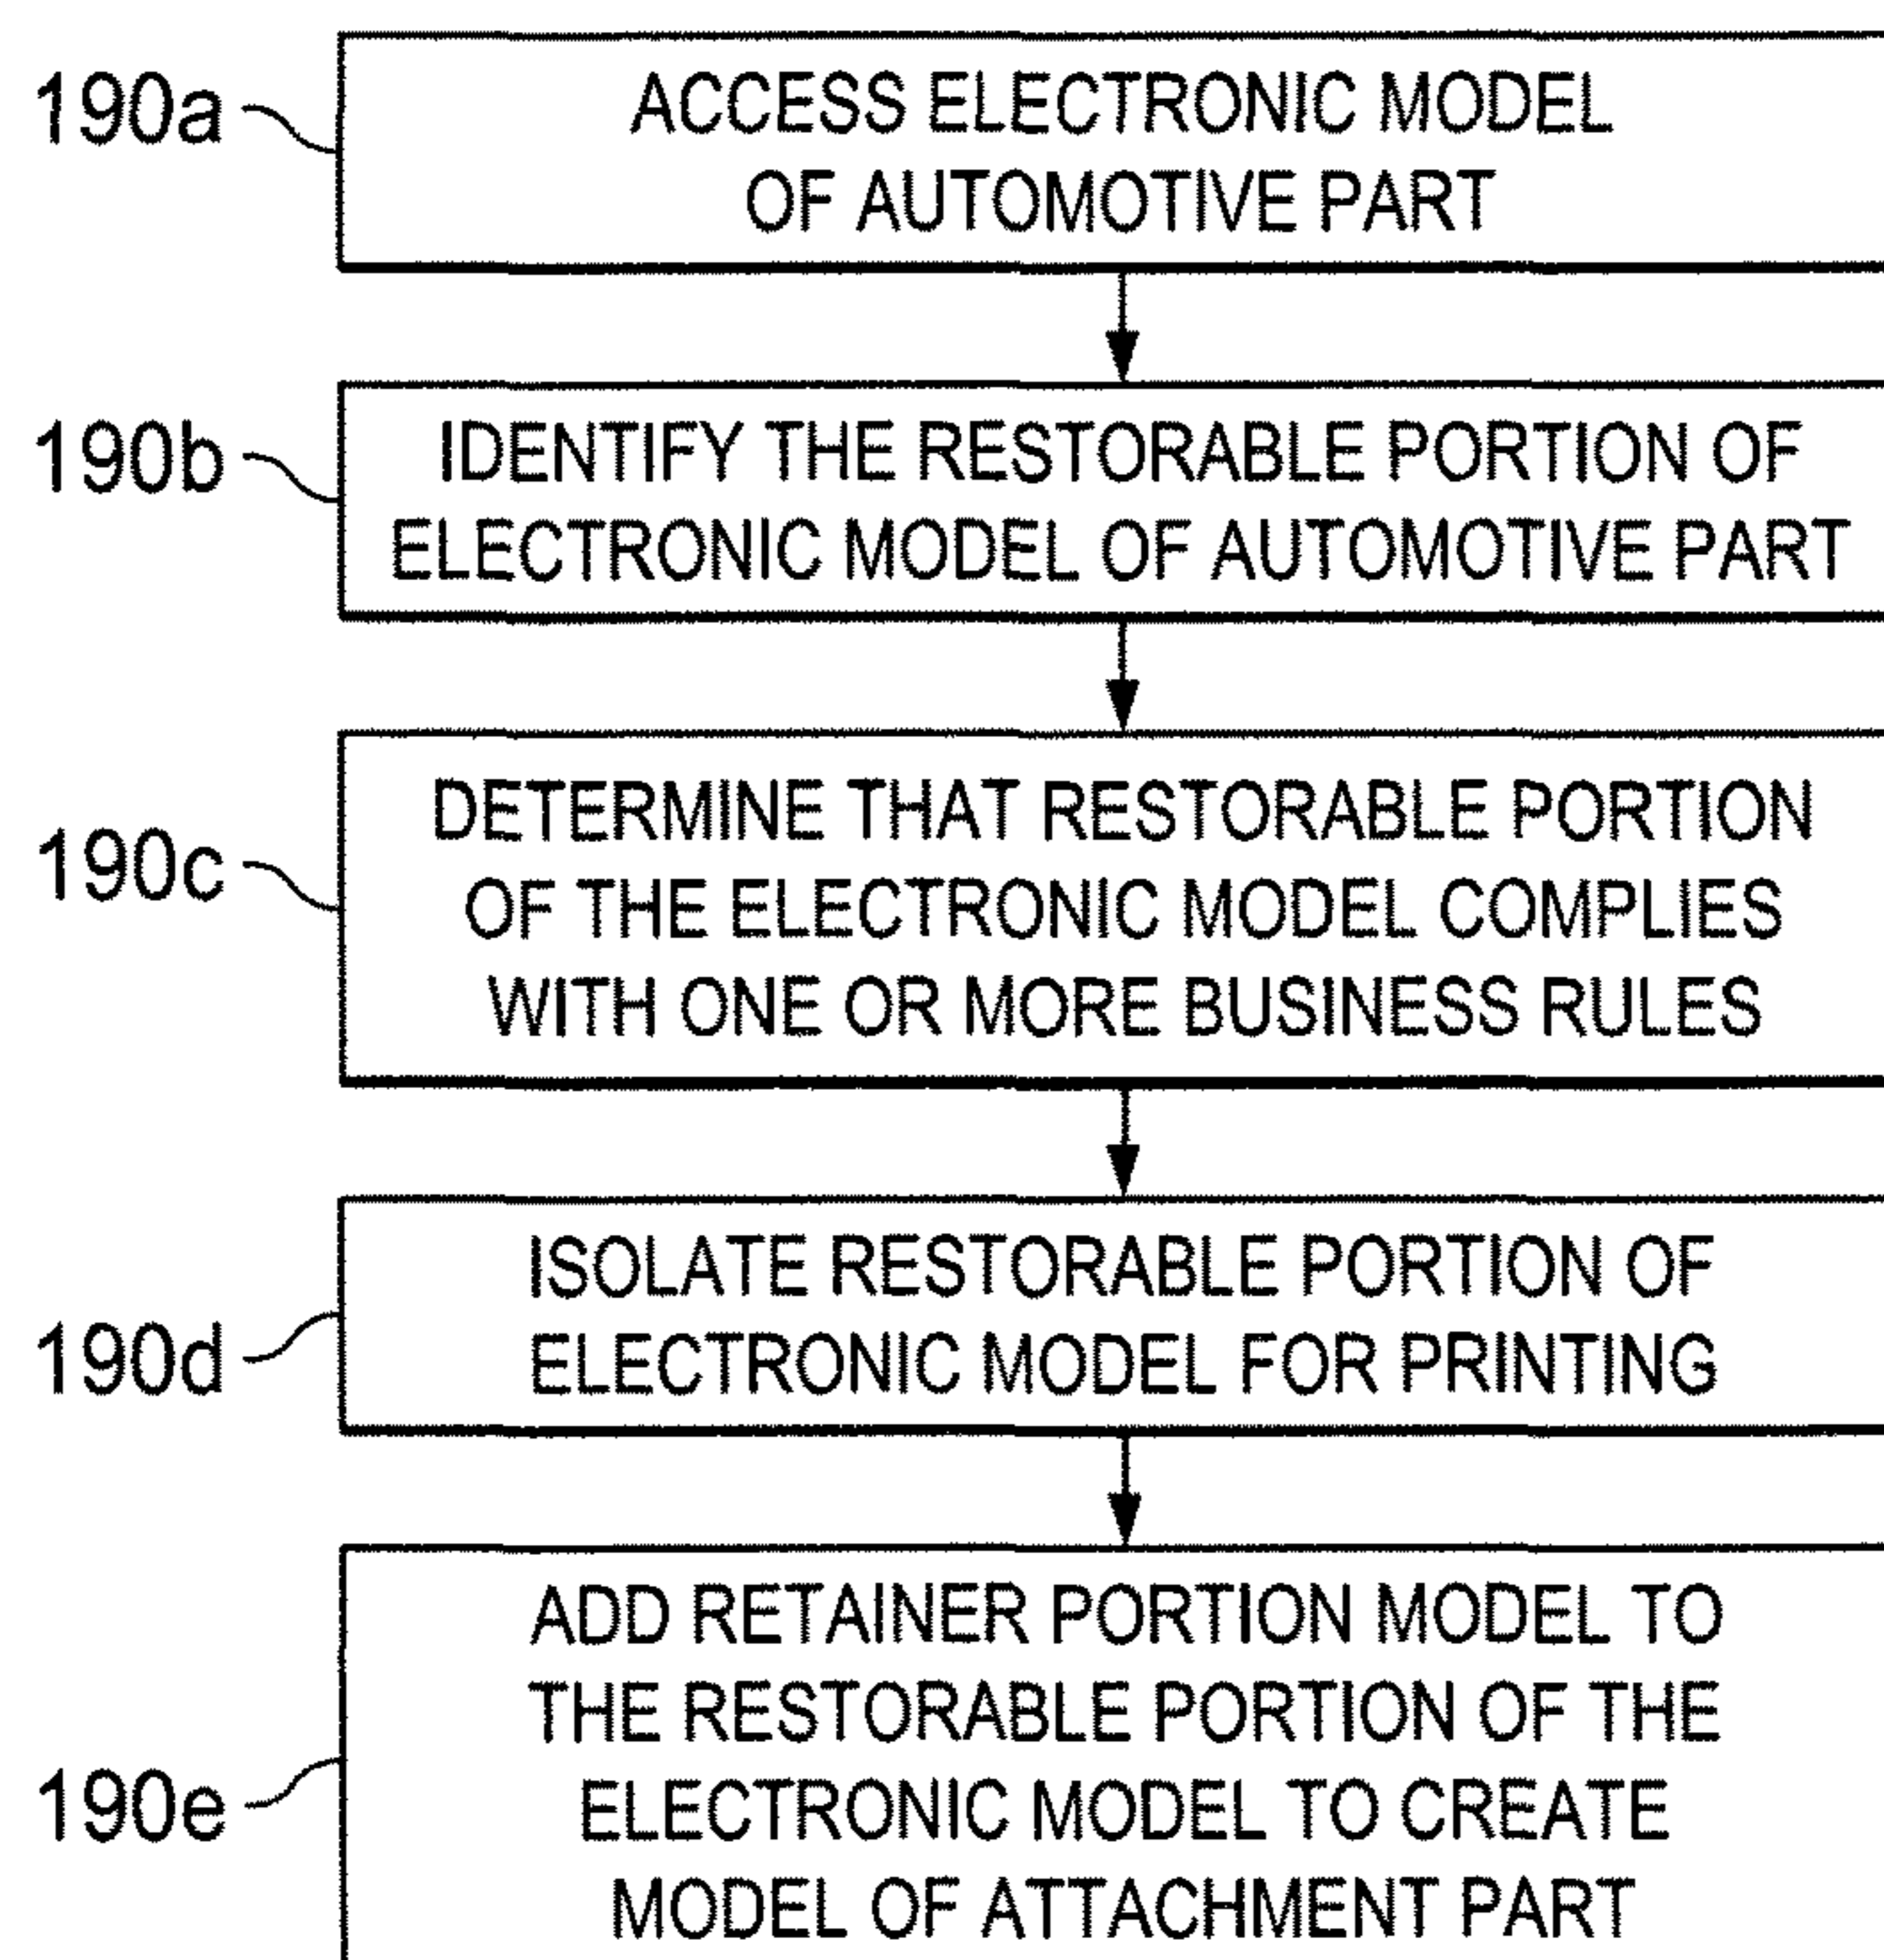 190a
ACCESS ELECTRONIC MODEL
OF AUTOMOTIVE PART
190b
IDENTIFY THE RESTORABLE PORTION OF
ELECTRONIC MODEL OF AUTOMOTIVE PART
190c
DETERMINE THAT RESTORABLE PORTION
OF THE ELECTRONIC MODEL COMPLIES
WITH ONE OR MORE BUSINESS RULES
190d
ISOLATE RESTORABLE PORTION OF
ELECTRONIC MODEL FOR PRINTING
190e
ADD RETAINER PORTION MODEL TO
THE RESTORABLE PORTION OF THE
ELECTRONIC MODEL TO CREATE
MODEL OF ATTACHMENT PART